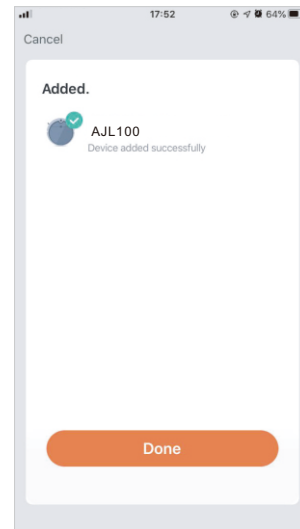 17:52
64%
Cancel
Added.
AJL100
Device added successfully
Done